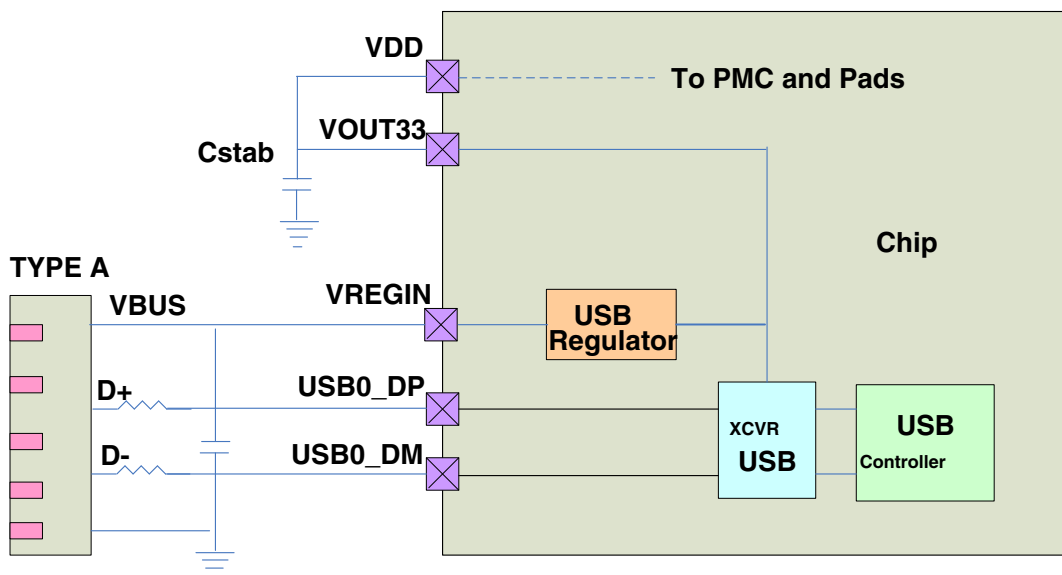 VDD
To PMC and Pads
VOUT33
Cstab
Chip
TYPE A
VBUS
VREGIN
USB
Regulator
D+
USB0_DP
D-
USB0_DM
XCVR
USB
USB
Controller